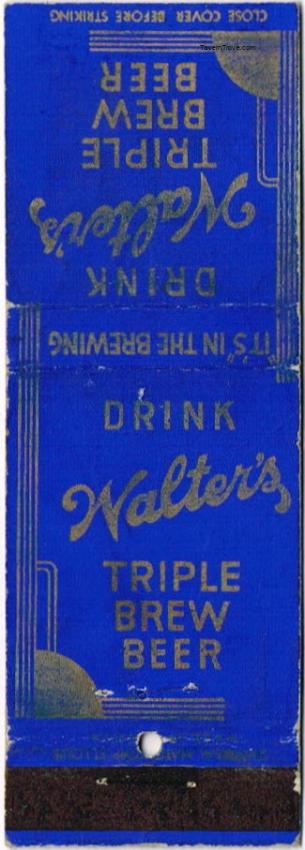 CLOSE COVER BEFORE STRIKING
TavernTrove.com
DRINK
Walter's
TRIPLE
BREW
BEER
"IT'S IN THE BREWING"
DRINK
Walter's
TRIPLE
BREW
BEER